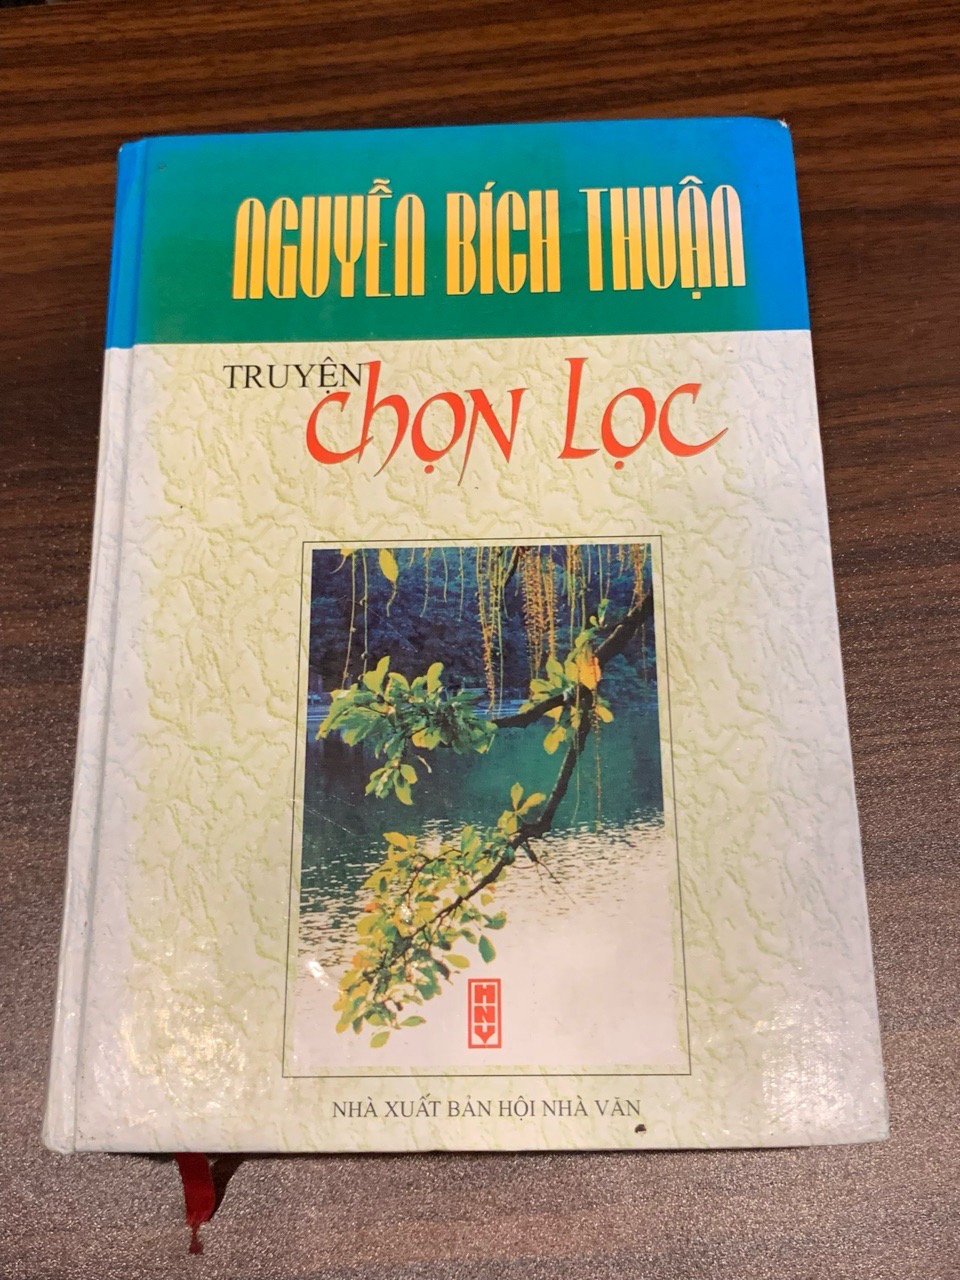 NGUYỄN BÍCH THUẬN
TRUYỆN
CHỌN LỌC
HNV
NHÀ XUẤT BẢN HỘI NHÀ VĂN